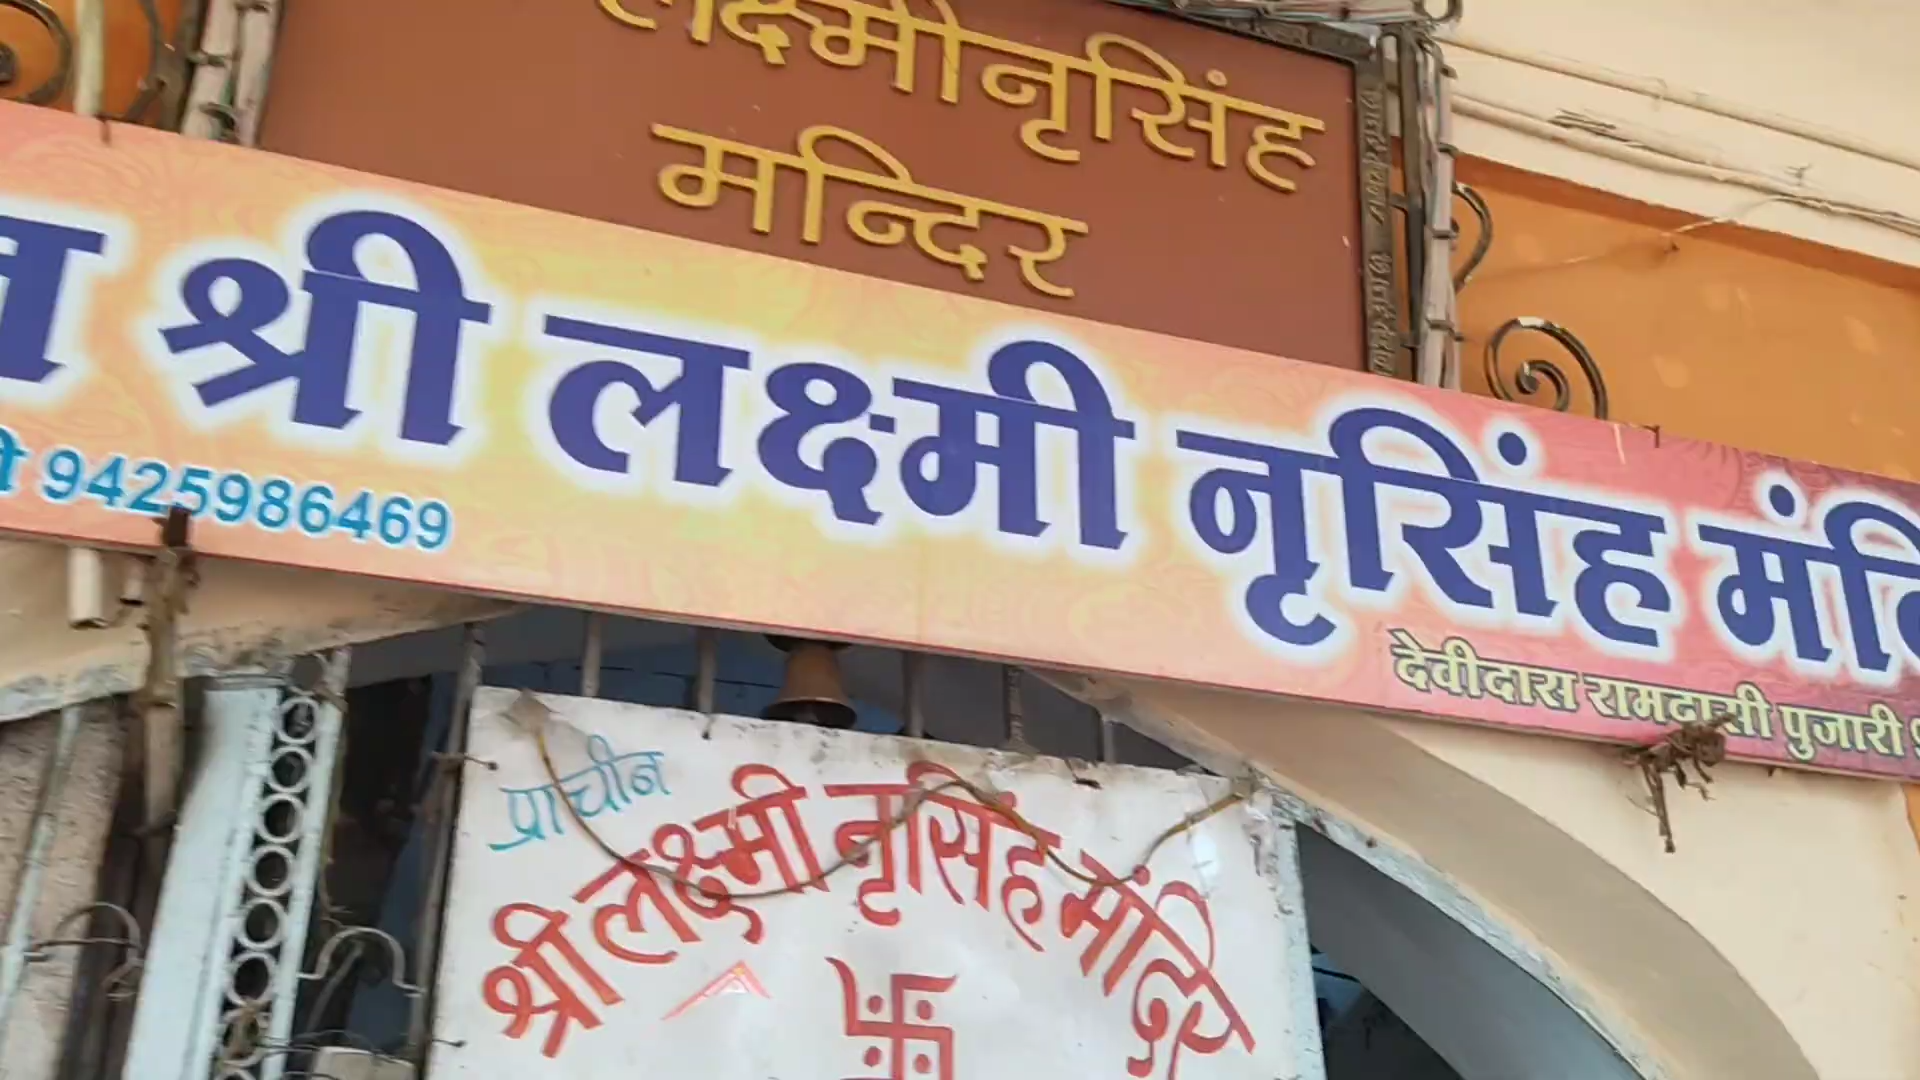 लक्ष्मीनृसिंह
मन्दिर
श्री लक्ष्मी नृसिंह
9425986469
देवीदास रामदासी पुजारी
प्राचीन
श्री लक्ष्मी नृसिंह मंदिर